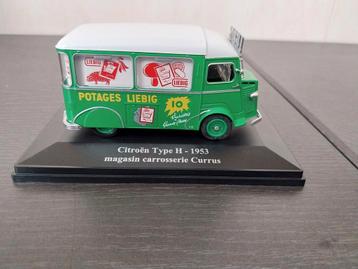 LIEBIG
LIEBIG
POTAGES LIEBIG
10
Citroën Type H - 1953
magasin carrosserie Currus